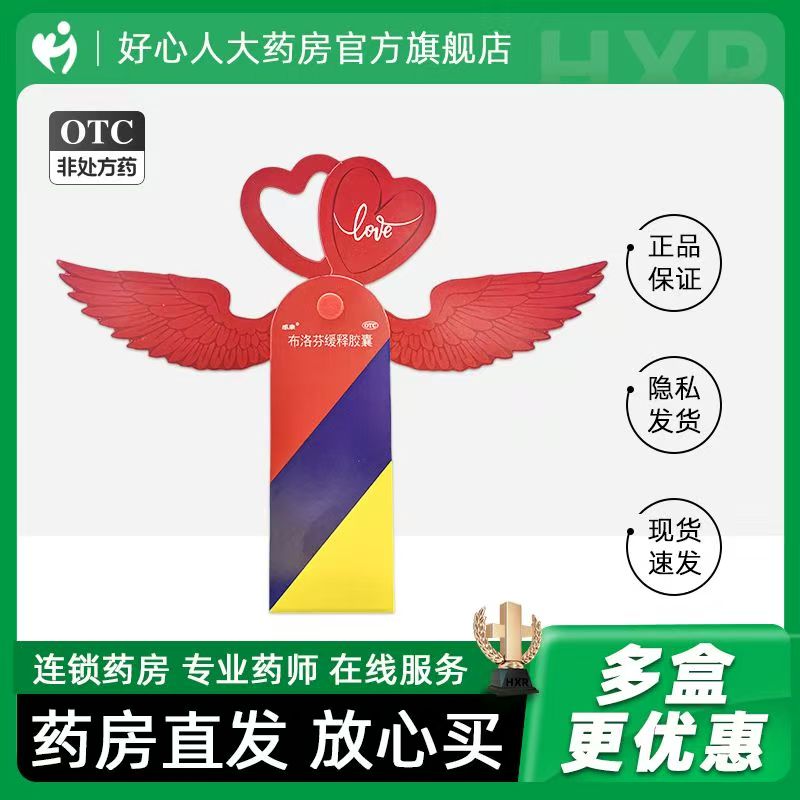 好心人大药房官方旗舰店
HXR
OTC
非处方药
love
OTC
布洛芬缓释胶囊
正品
保证
隐私
发货
现货
速发
连锁药房 专业药师 在线服务
HXR
药房直发 放心买
多盒
更优惠